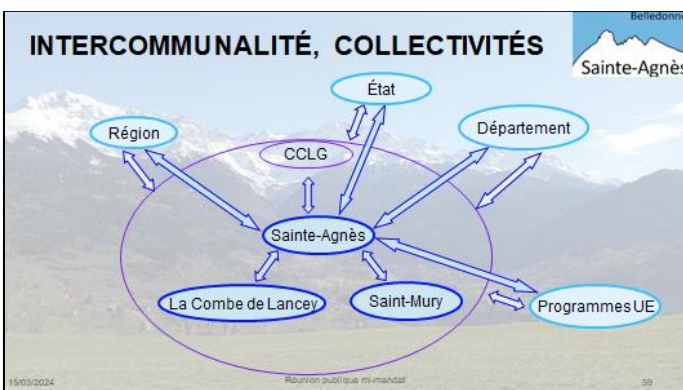 Belledonne
INTERCOMMUNALITÉ, COLLECTIVITÉS
Sainte-Agnès
État
Région
Département
CCLG
Sainte-Agnès
La Combe de Lancey
Saint-Mury
Programmes UE
15/03/2024
Réunion publique mi-mandat
59